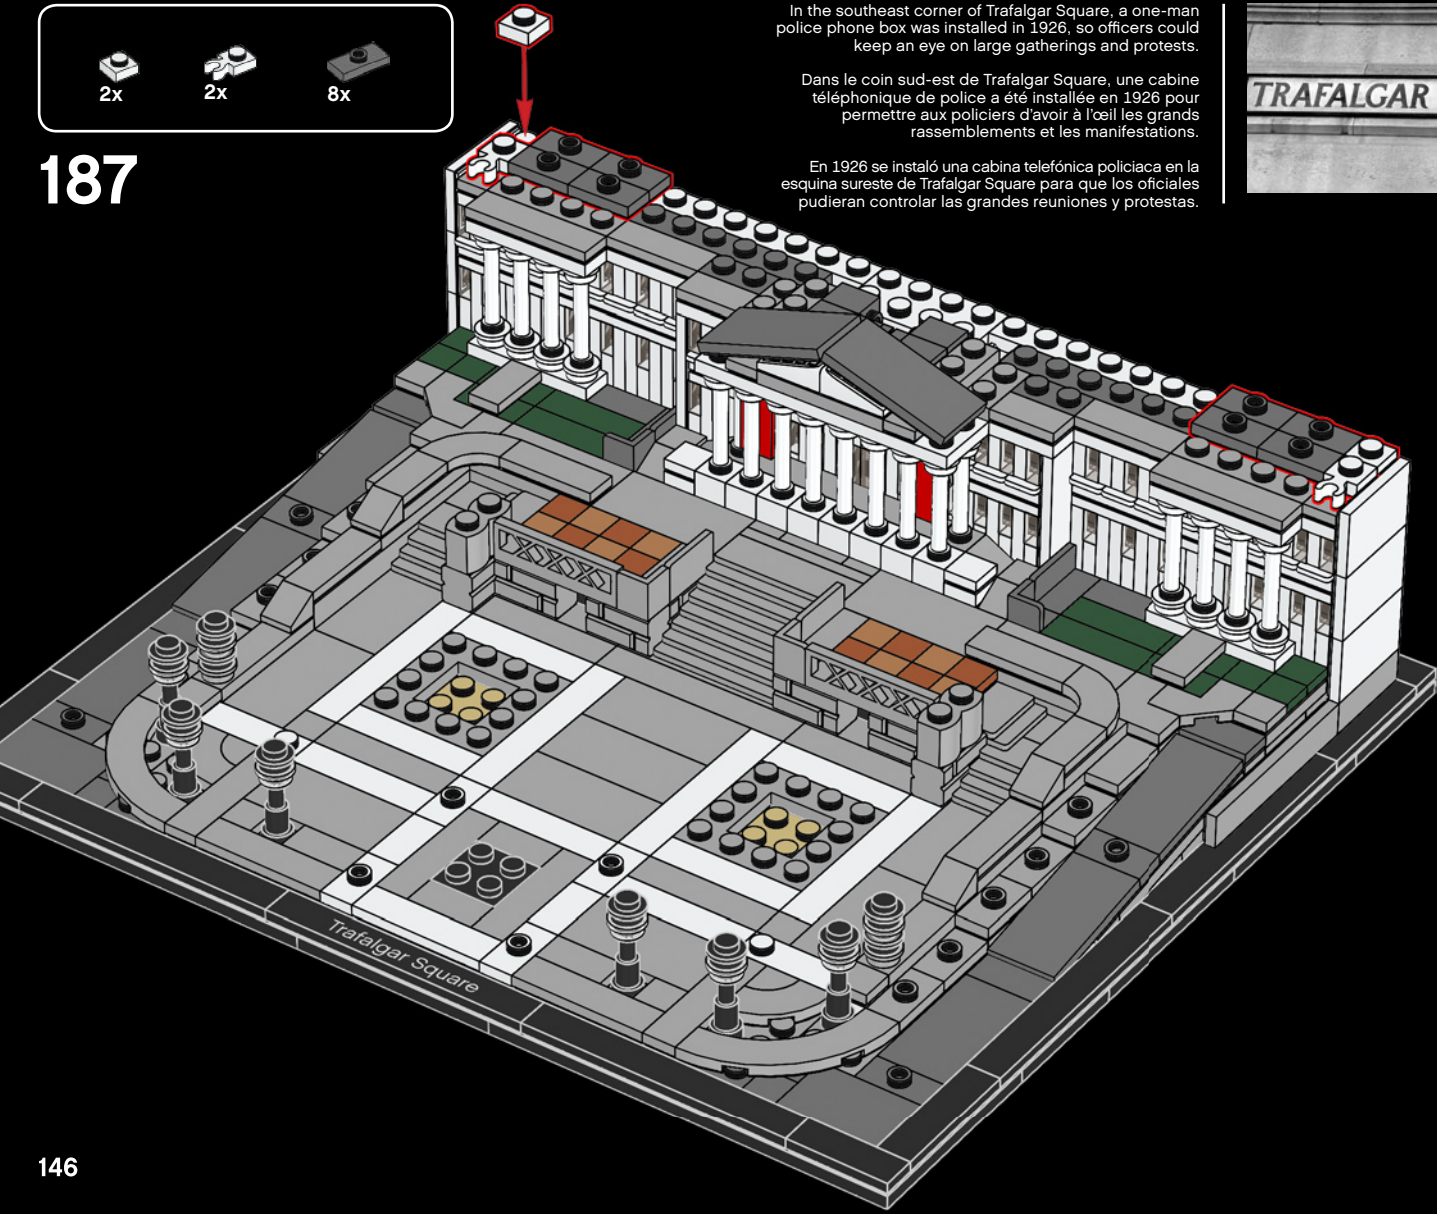 2x
2x
8x
187
In the southeast corner of Trafalgar Square, a one-man
police phone box was installed in 1926, so officers could
keep an eye on large gatherings and protests.
Dans le coin sud-est de Trafalgar Square, une cabine
téléphonique de police a été installée en 1926 pour
permettre aux policiers d’avoir à l’œil les grands
rassemblements et les manifestations.
En 1926 se instaló una cabina telefónica policiaca en la
esquina sureste de Trafalgar Square para que los oficiales
pudieran controlar las grandes reuniones y protestas.
TRAFALGAR
Trafalgar Square
146